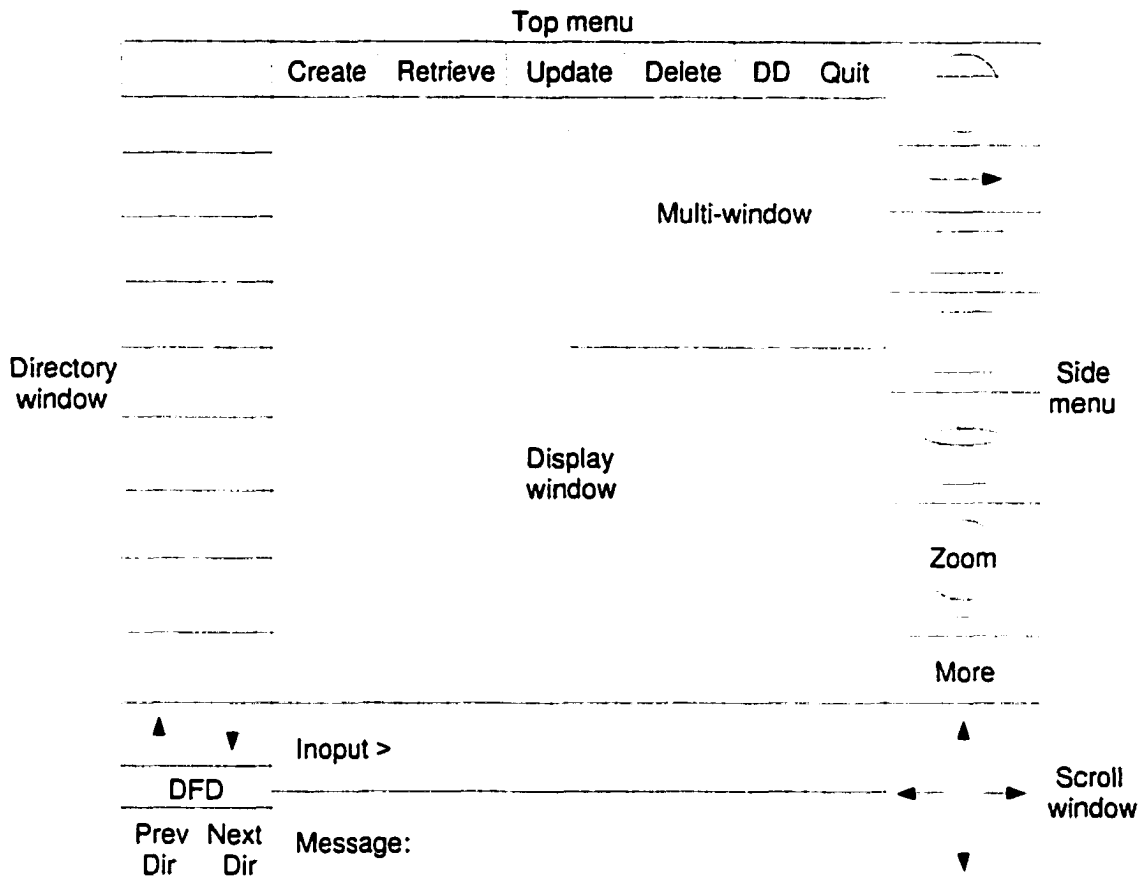 Top menu
Create Retrieve Update Delete DD Quit
Multi-window
Directory
window
Side
menu
Display
window
Zoom
More
Inoput >
DFD
Scroll
window
Prev Next
Dir Dir
Message: